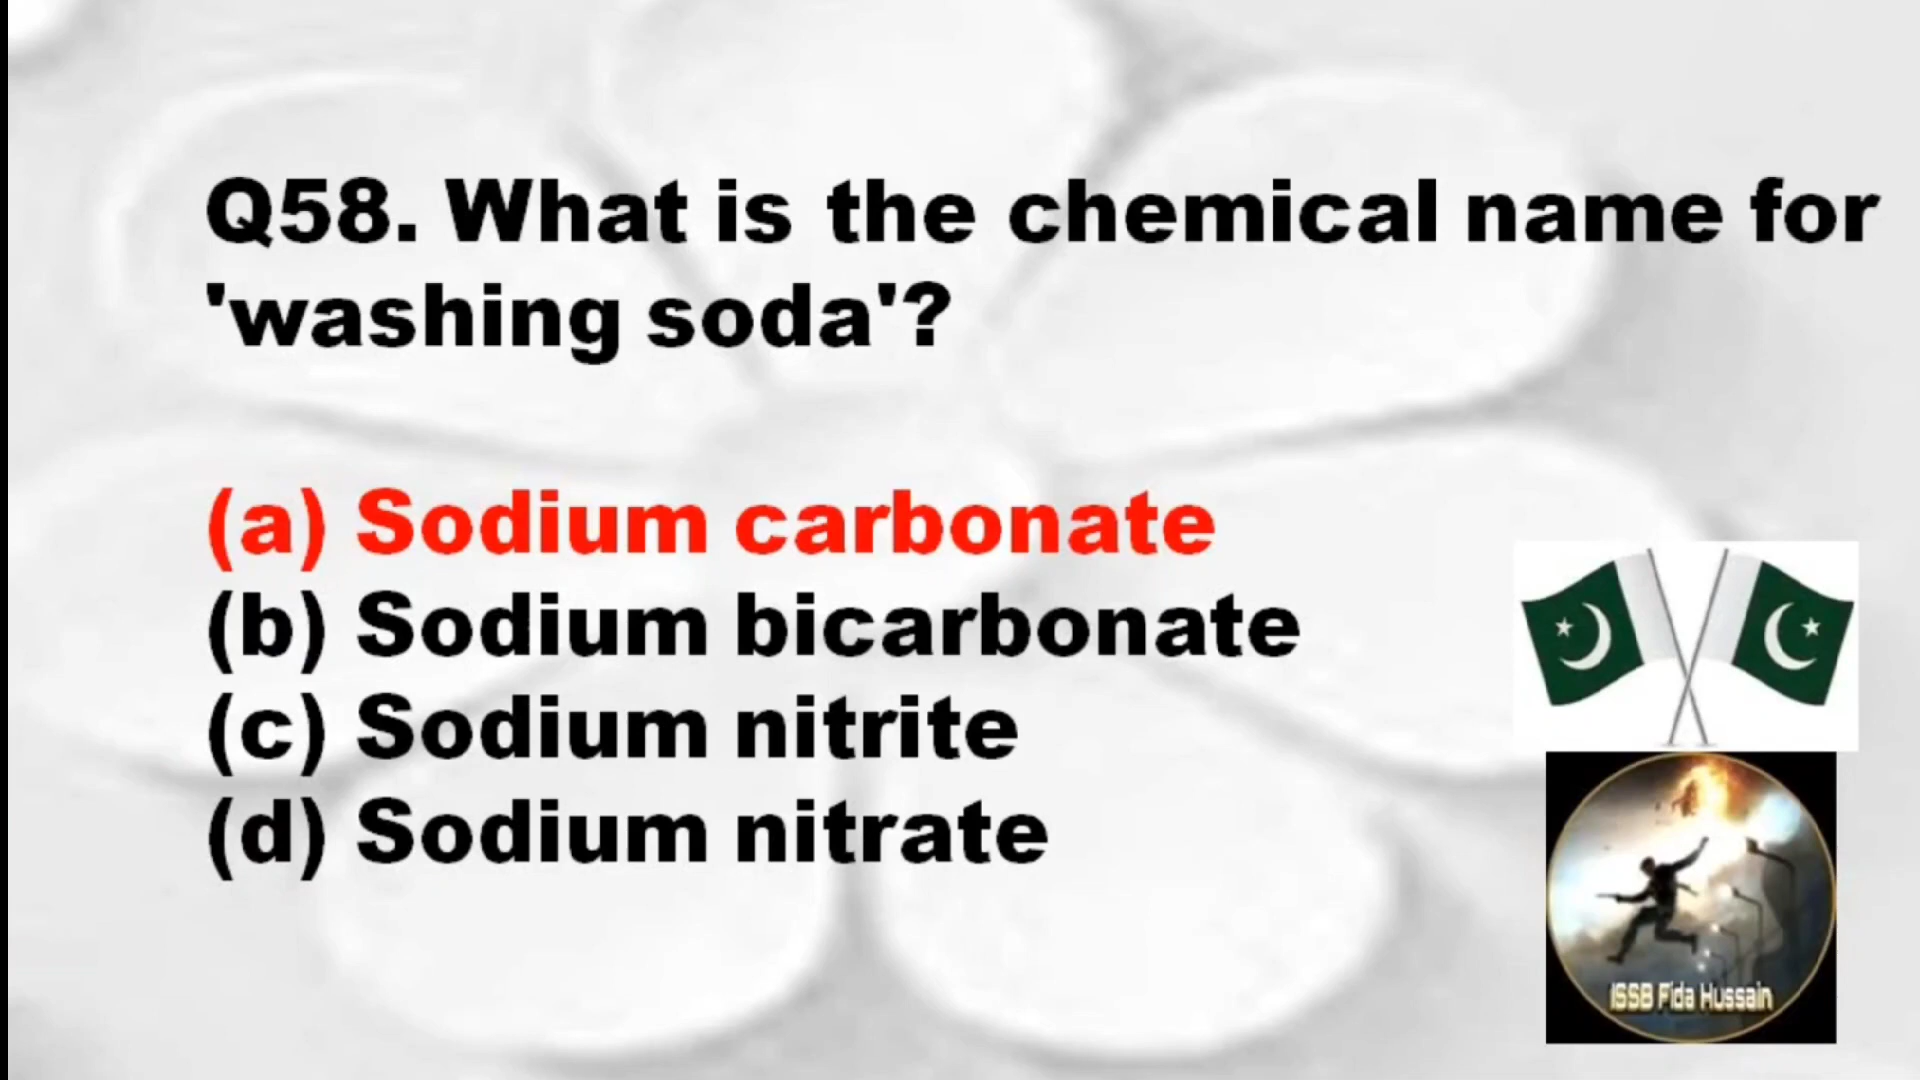 Q58. What is the chemical name for
'washing soda'?
(a) Sodium carbonate
(b) Sodium bicarbonate
(c) Sodium nitrite
(d) Sodium nitrate
ISSB Fida Hussain